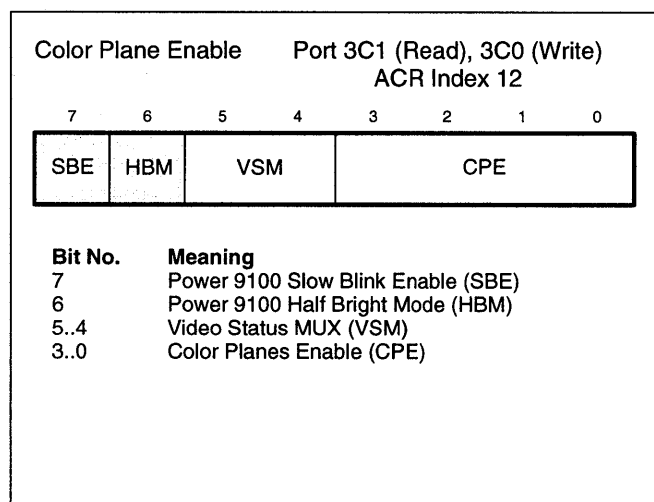 Color Plane Enable Port 3C1 (Read), 3C0 (Write)
ACR Index 12
7 6 5 4 3 2 1 0
SBE HBM VSM CPE
Bit No. Meaning
7 Power 9100 Slow Blink Enable (SBE)
6 Power 9100 Half Bright Mode (HBM)
5..4 Video Status MUX (VSM)
3..0 Color Planes Enable (CPE)